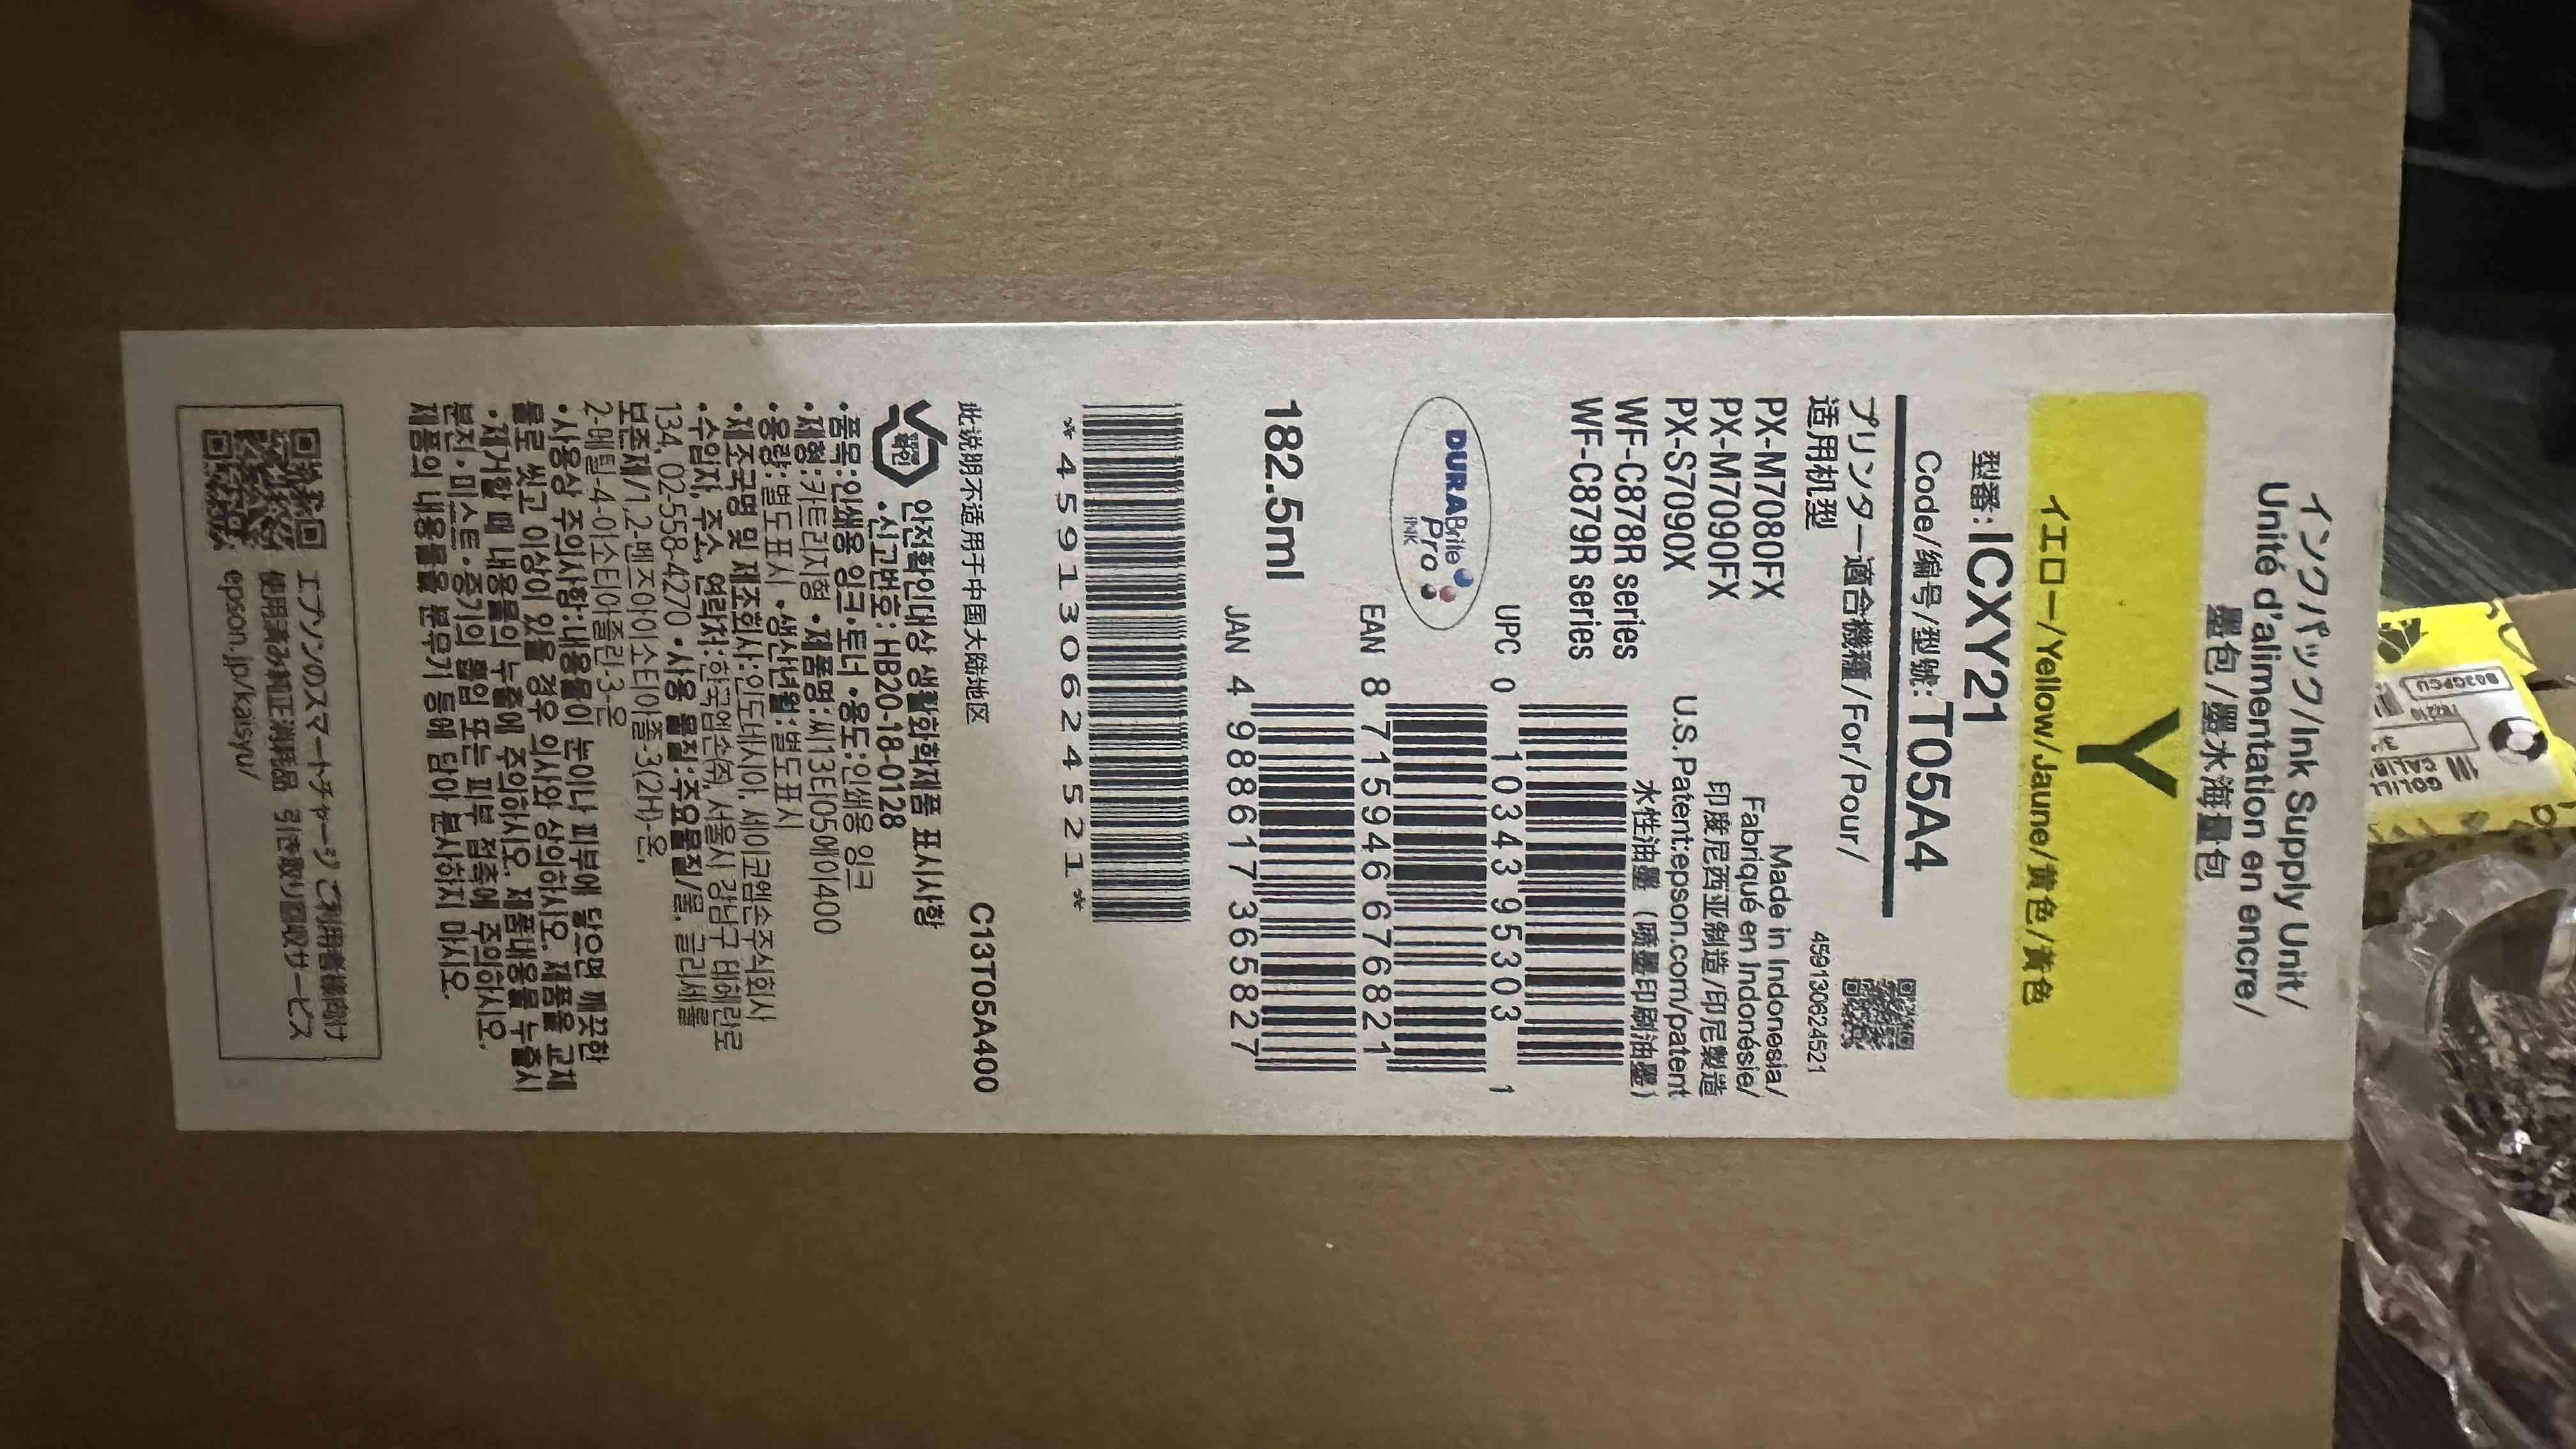 インクパック/Ink Supply Unit/
Unité d'alimentation en encre/
墨包/墨水海量包
Y
イエロー/Yellow/Jaune/黄色/黃色
型番:ICXY21
Code/编号/型號:T05A4
4591306245 21
プリンター適合機種/For/Pour/
适用机型
PX-M7080FX
PX-M7090FX
PX-S7090X
WF-C878R series
WF-C879R series
Made in Indonesia/
Fabriqué en Indonésie/
印度尼西亚制造/印尼製造
U.S. Patent:epson.com/patent
水性油墨（噴墨印刷油墨）
DURABrite
Pro
INK
UPC 0 10343 95303 1
EAN 8 715946 676821
182.5ml
JAN 4 988617 365827
*459130624521*
此说明不适用于中国大陆地区
C13T05A400
안전확인대상 생활화학제품 표시사항
•신고번호: HB20-18-0128
•품목:인쇄용 잉크·토너 •용도:인쇄용 잉크
•제형:카트리지형 •제품명:씨13티05에이400
•용량:별도표시 •생산년월:별도표시
•제조국명 및 제조회사:인도네시아, 세이코엡손주식회사
•수입자, 주소, 연락처:한국엡손(주), 서울시 강남구 테헤란로
134, 02-558-4270 •사용 물질:주요물질/물, 글리세롤
보존재/1,2-벤즈아이소티아졸-3(2H)-온,
2-메틸-4-아이소티아졸린-3-온
•사용상 주의사항:내용물이 눈이나 피부에 닿으면 깨끗한
물로 씻고 이상이 있을 경우 의사와 상의하시오. 제품을 교체
•제거할 때 내용물의 누출에 주의하시오. 제품내용물 누출시
분진·미스트·증기의 흡입 또는 피부 접촉에 주의하시오.
제품의 내용물을 분무기 등에 담아 분사하지 마시오.
エプソンのスマートチャージ ご利用者様向け
使用済み純正消耗品 引き取り回収サービス
epson.jp/kaisyu/